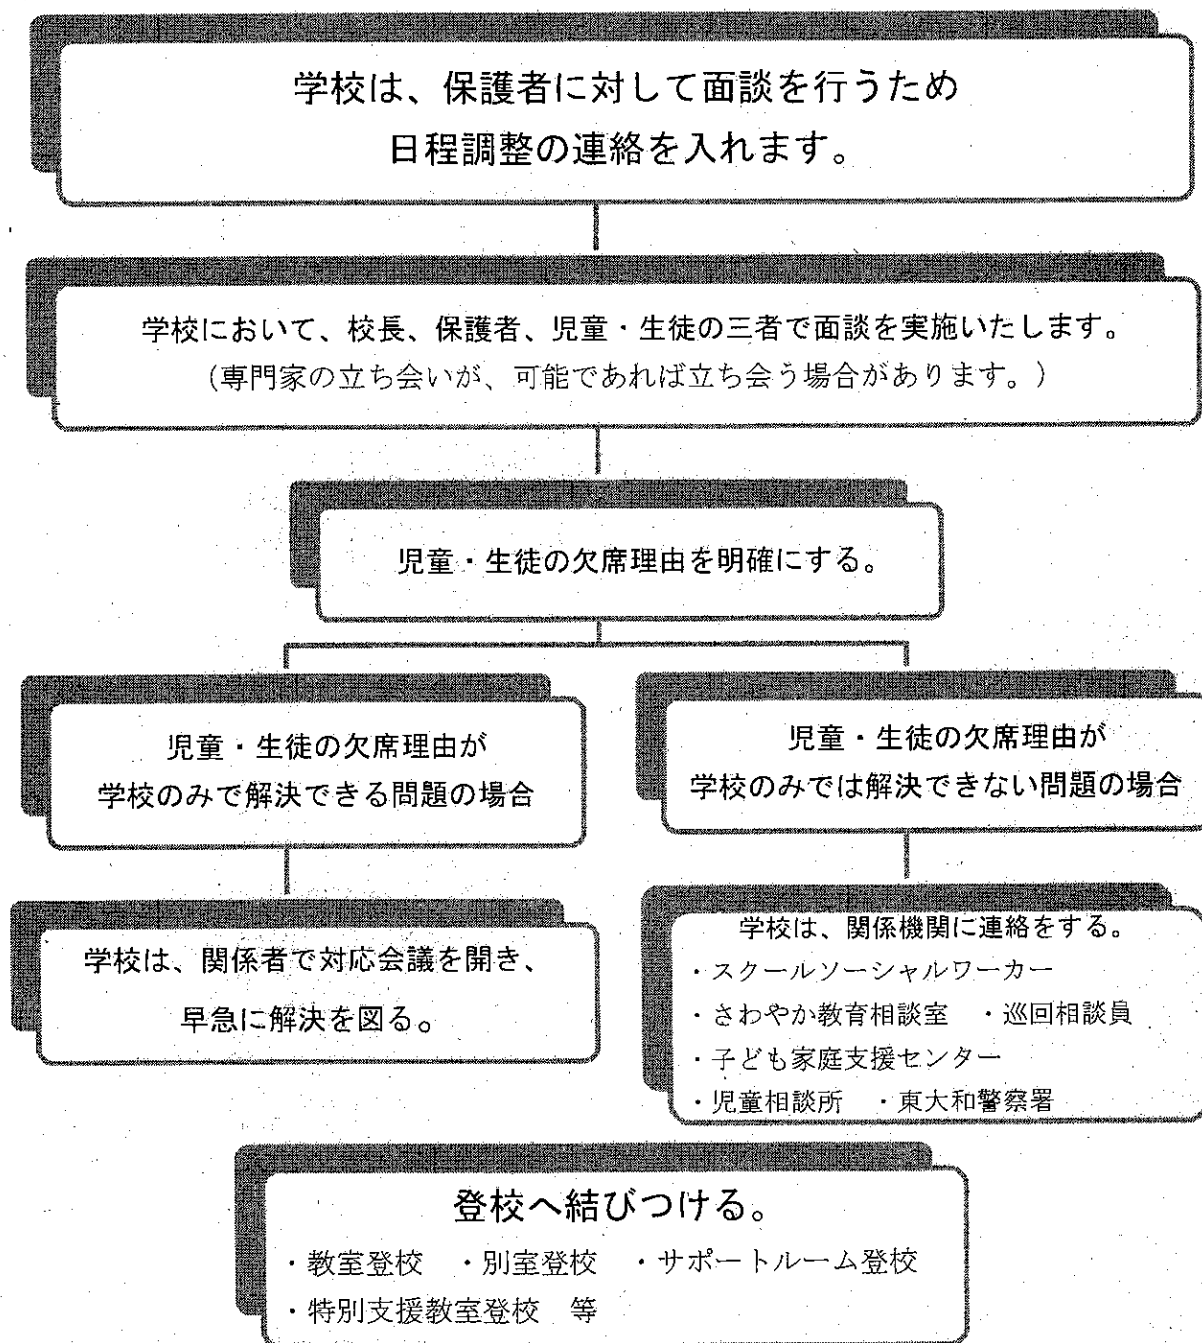 学校は、保護者に対して面談を行うため
日程調整の連絡を入れます。
学校において、校長、保護者、児童・生徒の三者で面談を実施いたします。
(専門家の立ち会いが、可能であれば立ち会う場合があります。)
児童・生徒の欠席理由を明確にする。
児童・生徒の欠席理由が
学校のみで解決できる問題の場合
児童・生徒の欠席理由が
学校のみでは解決できない問題の場合
学校は、関係者で対応会議を開き、
早急に解決を図る。
学校は、関係機関に連絡をする。
・スクールソーシャルワーカー
・さわやか教育相談室 ・巡回相談員
・子ども家庭支援センター
・児童相談所 ・東大和警察署
登校へ結びつける。
・教室登校 ・別室登校 ・サポートルーム登校
・特別支援教室登校 等